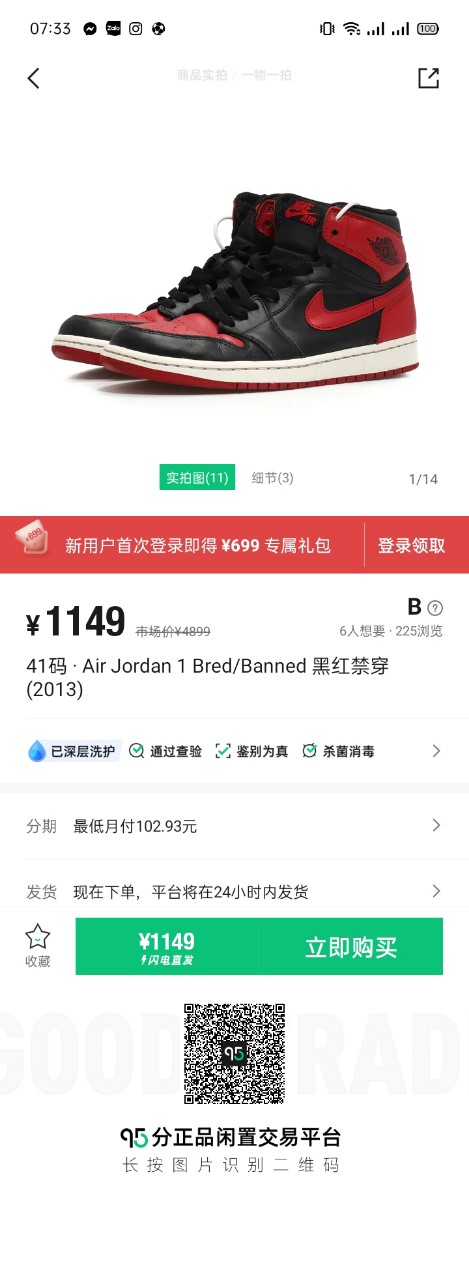 07:33
Zalo
100
商品实拍 / 一物一拍
NIKE
AIR
实拍图(11)
细节(3)
1/14
¥699
新用户首次登录即得 ¥699 专属礼包
登录领取
¥1149 市场价¥4899
B ?
6人想要 · 225浏览
41码 · Air Jordan 1 Bred/Banned 黑红禁穿
(2013)
已深层洗护 通过查验 鉴别为真 杀菌消毒
分期 最低月付102.93元
发货 现在下单，平台将在24小时内发货
收藏
¥1149
闪电直发
立即购买
GOOD RAD
95
95分正品闲置交易平台
长按图片识别二维码